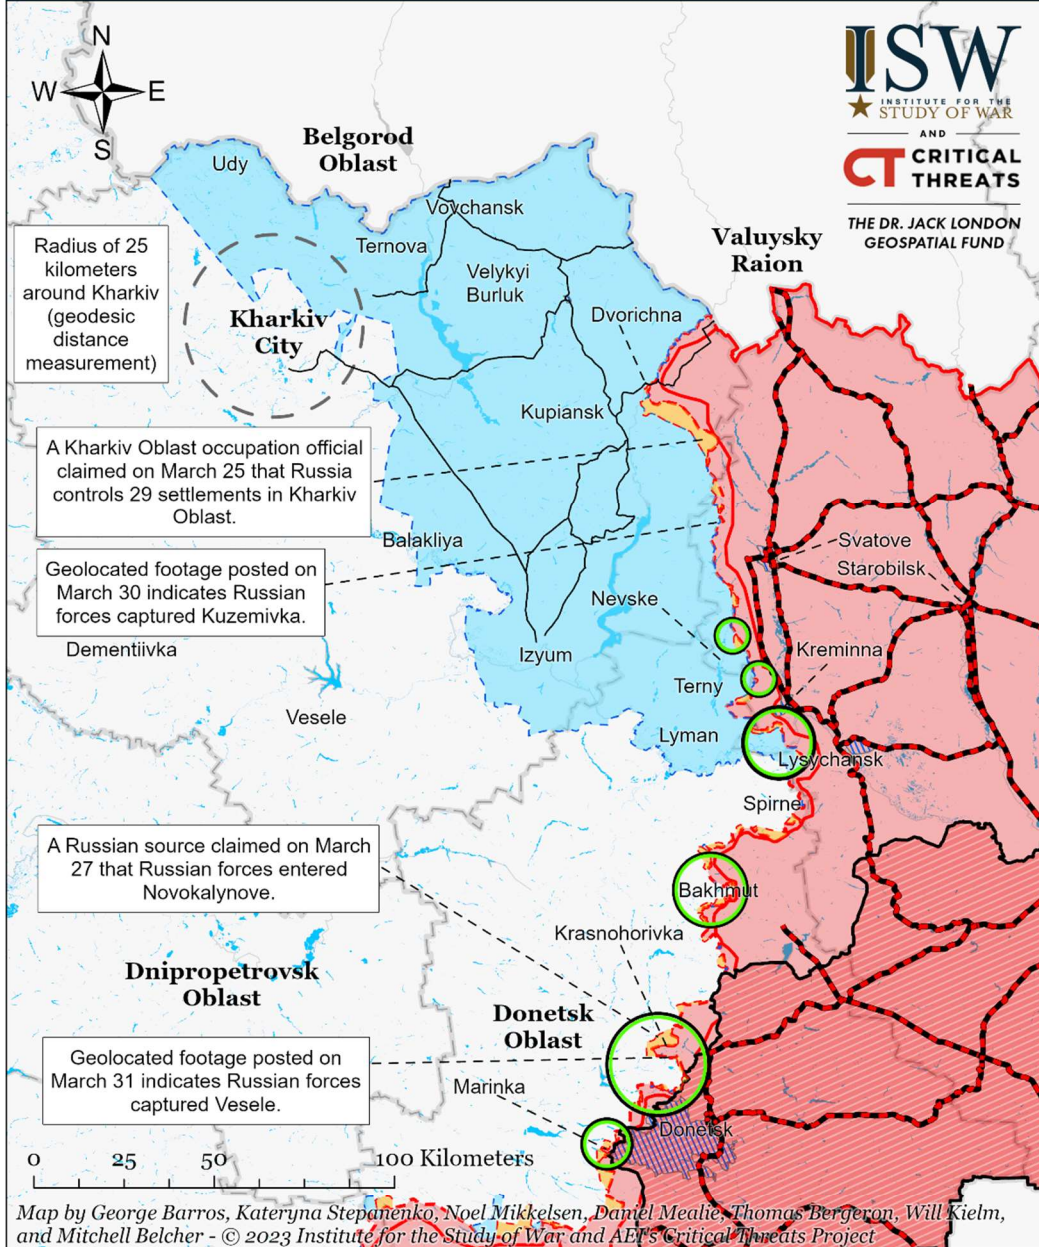 N
W E
S
ISW
INSTITUTE FOR THE
STUDY OF WAR
AND
CT CRITICAL
THREATS
THE DR. JACK LONDON
GEOSPATIAL FUND
Belgorod
Oblast
Udy
Vovchansk
Ternova
Velykyi
Burluk
Valuysky
Raion
Dvorichna
Radius of 25
kilometers
around Kharkiv
(geodesic
distance
measurement)
Kharkiv
City
Kupiansk
A Kharkiv Oblast occupation official
claimed on March 25 that Russia
controls 29 settlements in Kharkiv
Oblast.
Balakliya
Svatove
Starobilsk
Geolocated footage posted on
March 30 indicates Russian
forces captured Kuzemivka.
Nevske
Dementiivka
Izyum
Kreminna
Terny
Vesele
Lyman
Lysychansk
Spirne
A Russian source claimed on March
27 that Russian forces entered
Novokalynove.
Bakhmut
Krasnohorivka
Dnipropetrovsk
Oblast
Donetsk
Oblast
Geolocated footage posted on
March 31 indicates Russian forces
captured Vesele.
Marinka
Donetsk
0 25 50 100 Kilometers
Map by George Barros, Kateryna Stepanenko, Noel Mikkelsen, Daniel Mealie, Thomas Bergeron, Will Kielm,
and Mitchell Belcher - © 2023 Institute for the Study of War and AEI's Critical Threats Project